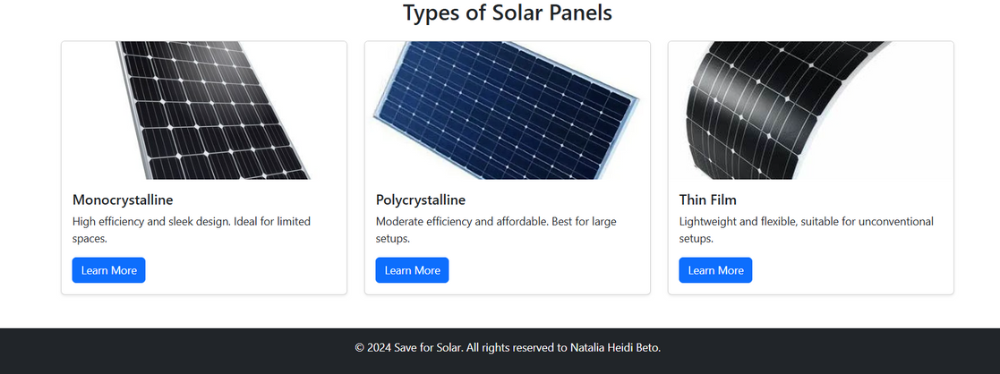 Types of Solar Panels
Monocrystalline
High efficiency and sleek design. Ideal for limited
spaces.
Learn More
Polycrystalline
Moderate efficiency and affordable. Best for large
setups.
Learn More
Thin Film
Lightweight and flexible, suitable for unconventional
setups.
Learn More
© 2024 Save for Solar. All rights reserved to Natalia Heidi Beto.